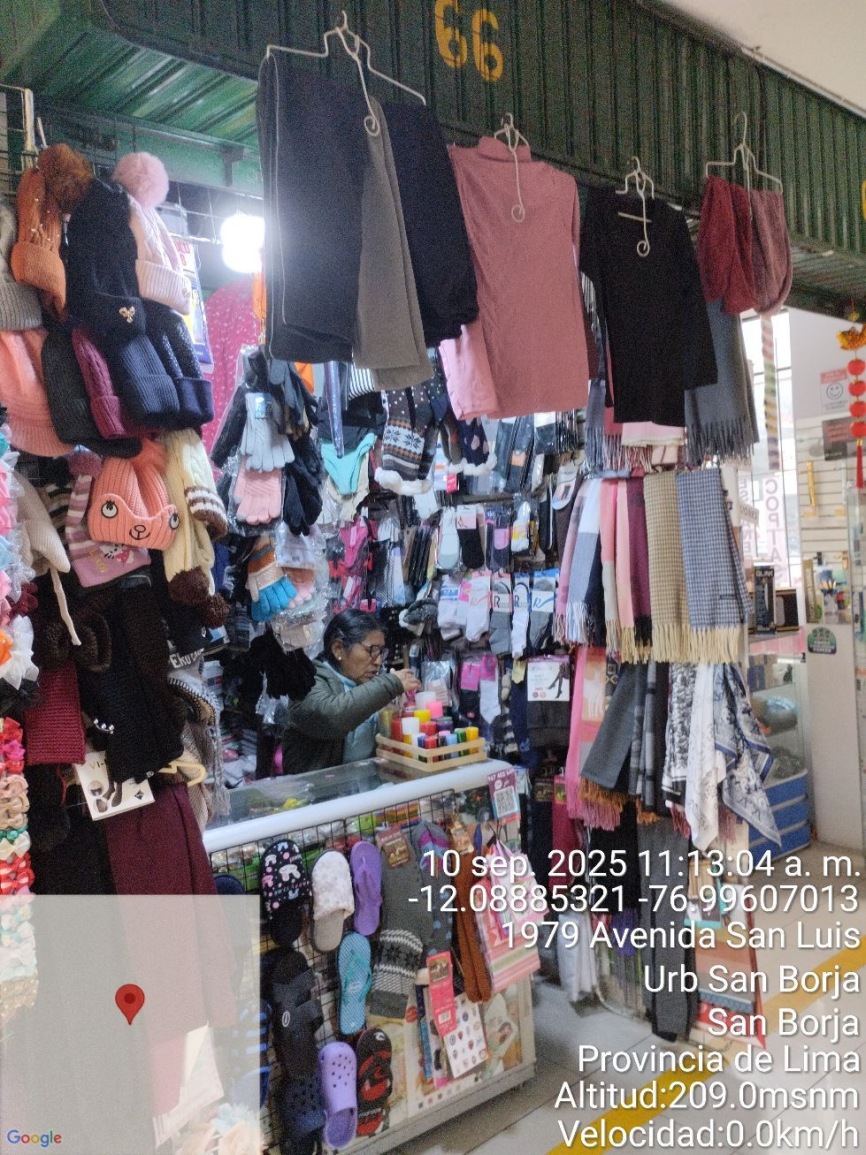 66
10 sep. 2025 11:13:04 a. m.
-12.08885321 -76.99607013
1979 Avenida San Luis
Urb San Borja
San Borja
Provincia de Lima
Altitud:209.0msnm
Velocidad:0.0km/h
Google